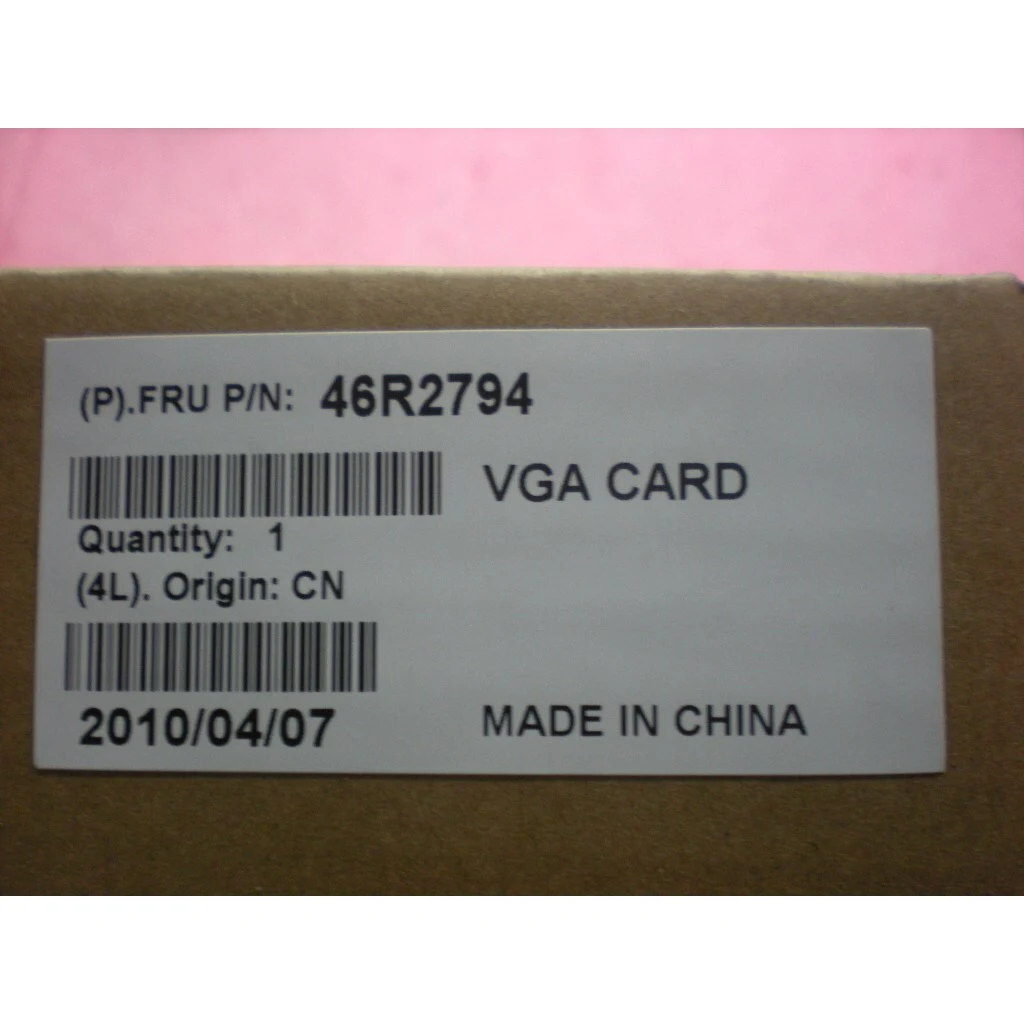 (P).FRU P/N: 46R2794
VGA CARD
Quantity: 1
(4L). Origin: CN
2010/04/07
MADE IN CHINA